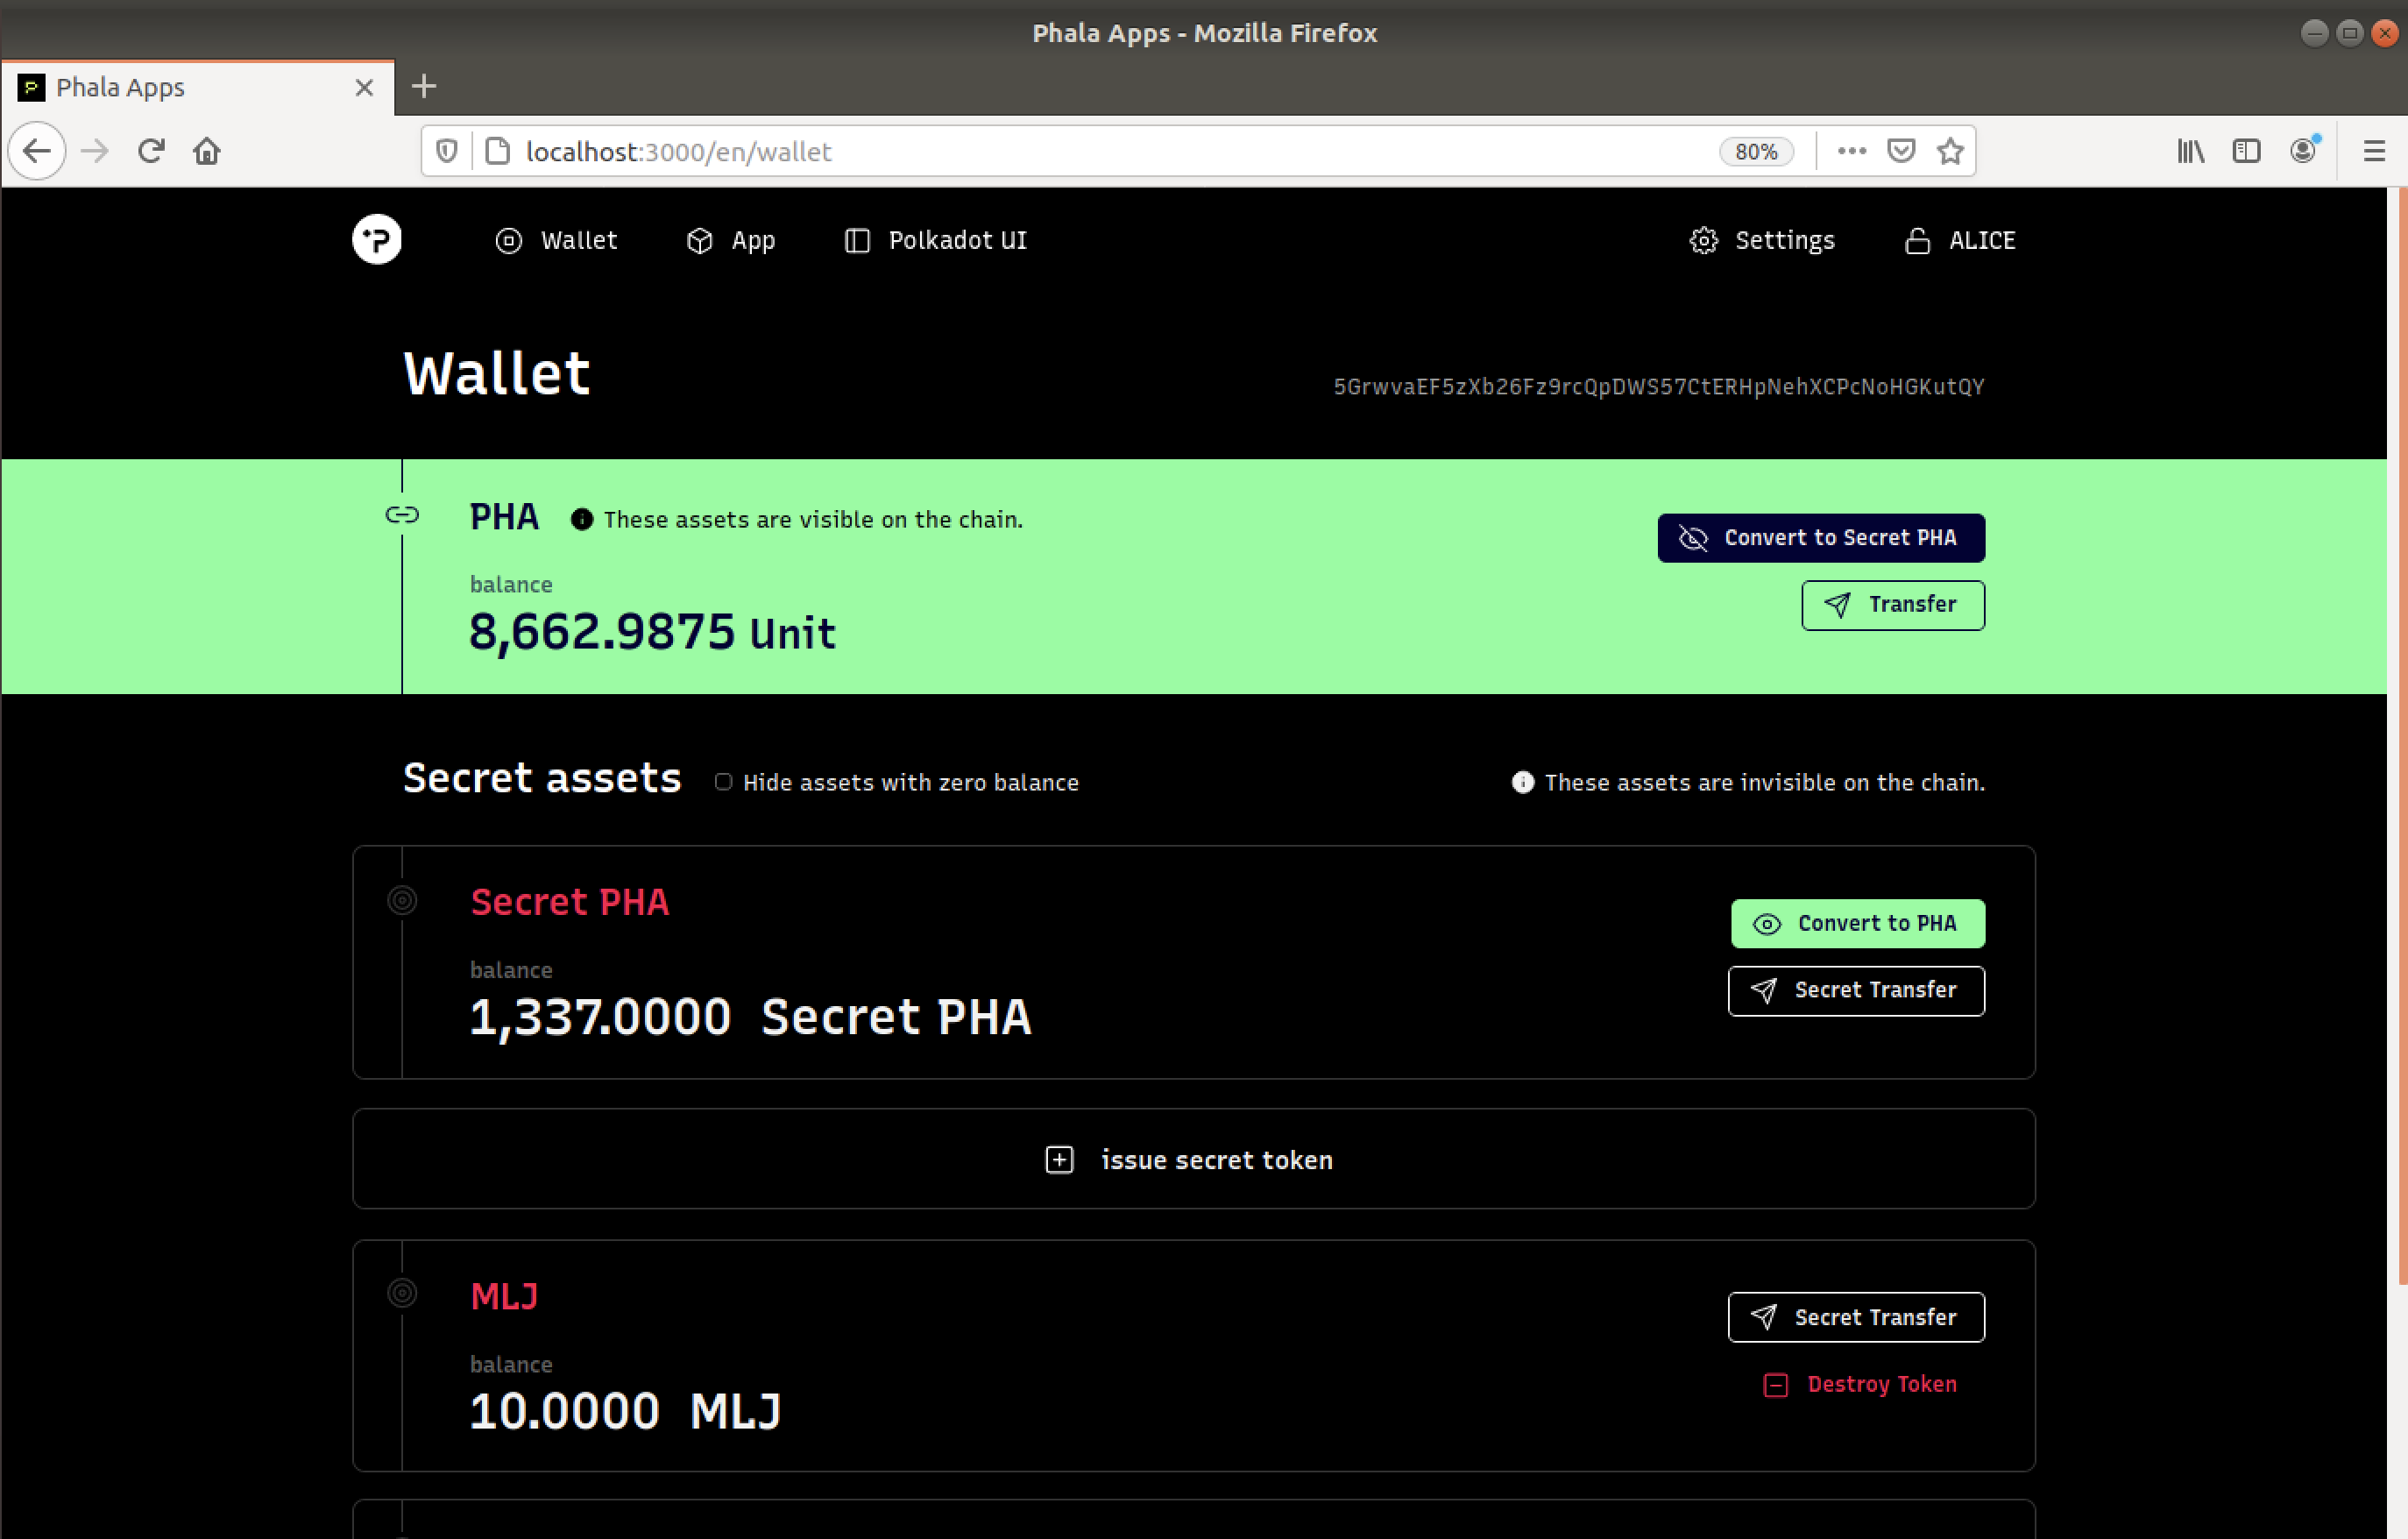 Phala Apps - Mozilla Firefox
Phala Apps
localhost:3000/en/wallet 80%
Wallet App Polkadot UI Settings ALICE
Wallet 5GrwvaEF5zXb26Fz9rcQpDWS57CtERHpNehXCPcNoHGKutQY
PHA These assets are visible on the chain. Convert to Secret PHA
balance Transfer
8,662.9875 Unit
Secret assets Hide assets with zero balance These assets are invisible on the chain.
Secret PHA Convert to PHA
balance Secret Transfer
1,337.0000 Secret PHA
issue secret token
MLJ Secret Transfer
balance Destroy Token
10.0000 MLJ